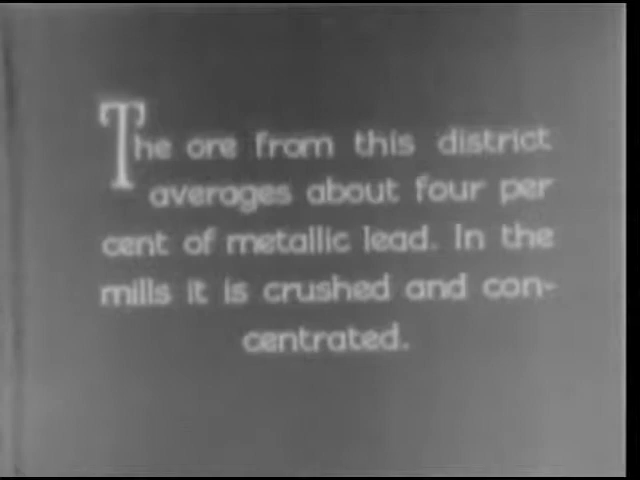 The ore from this district
averages about four per
cent of metallic lead. In the
mills it is crushed and con-
centrated.